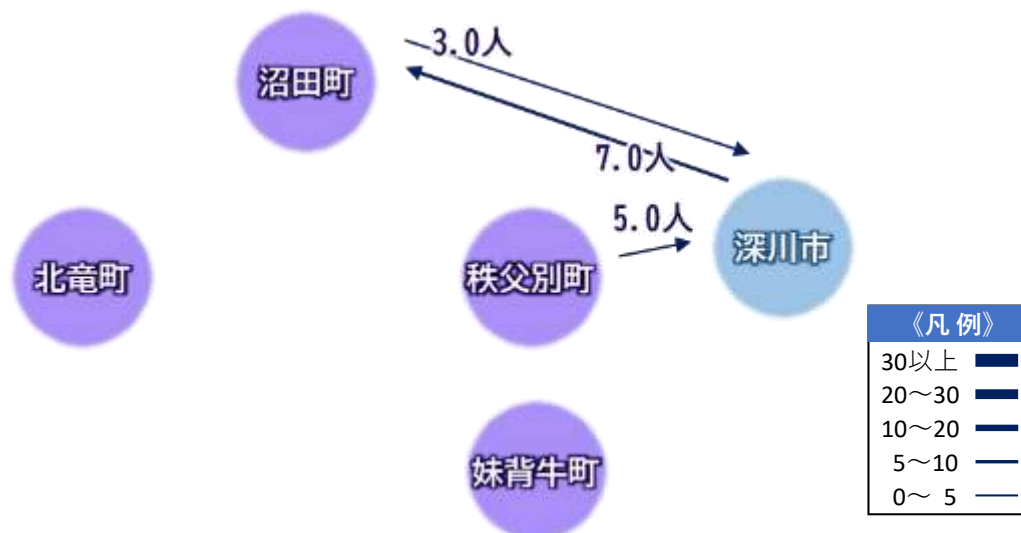 3.0人
沼田町
7.0人
5.0人
深川市
北竜町
秩父別町
妹背牛町
《凡 例》
30以上
20～30
10～20
5～10
0～ 5